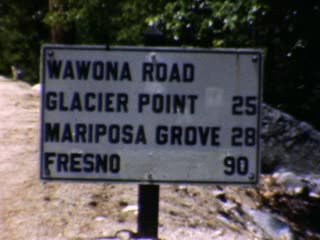 WAWONA ROAD
GLACIER POINT 25
MARIPOSA GROVE 28
FRESNO 90